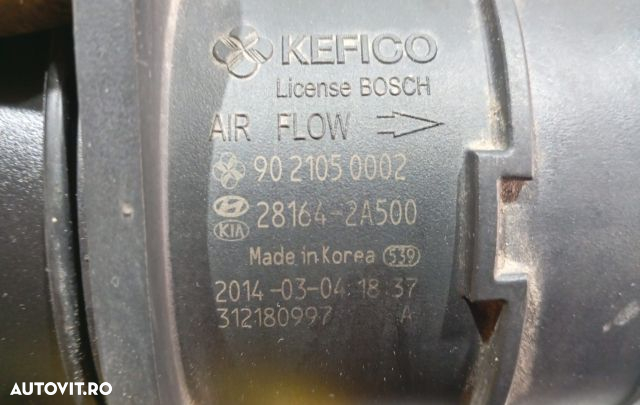 KEFICO
License BOSCH
AIR FLOW
90 2105 0002
28164-2A500
KIA
Made in Korea 539
2014-03-04 18:37
312180997 A
AUTOVIT.RO